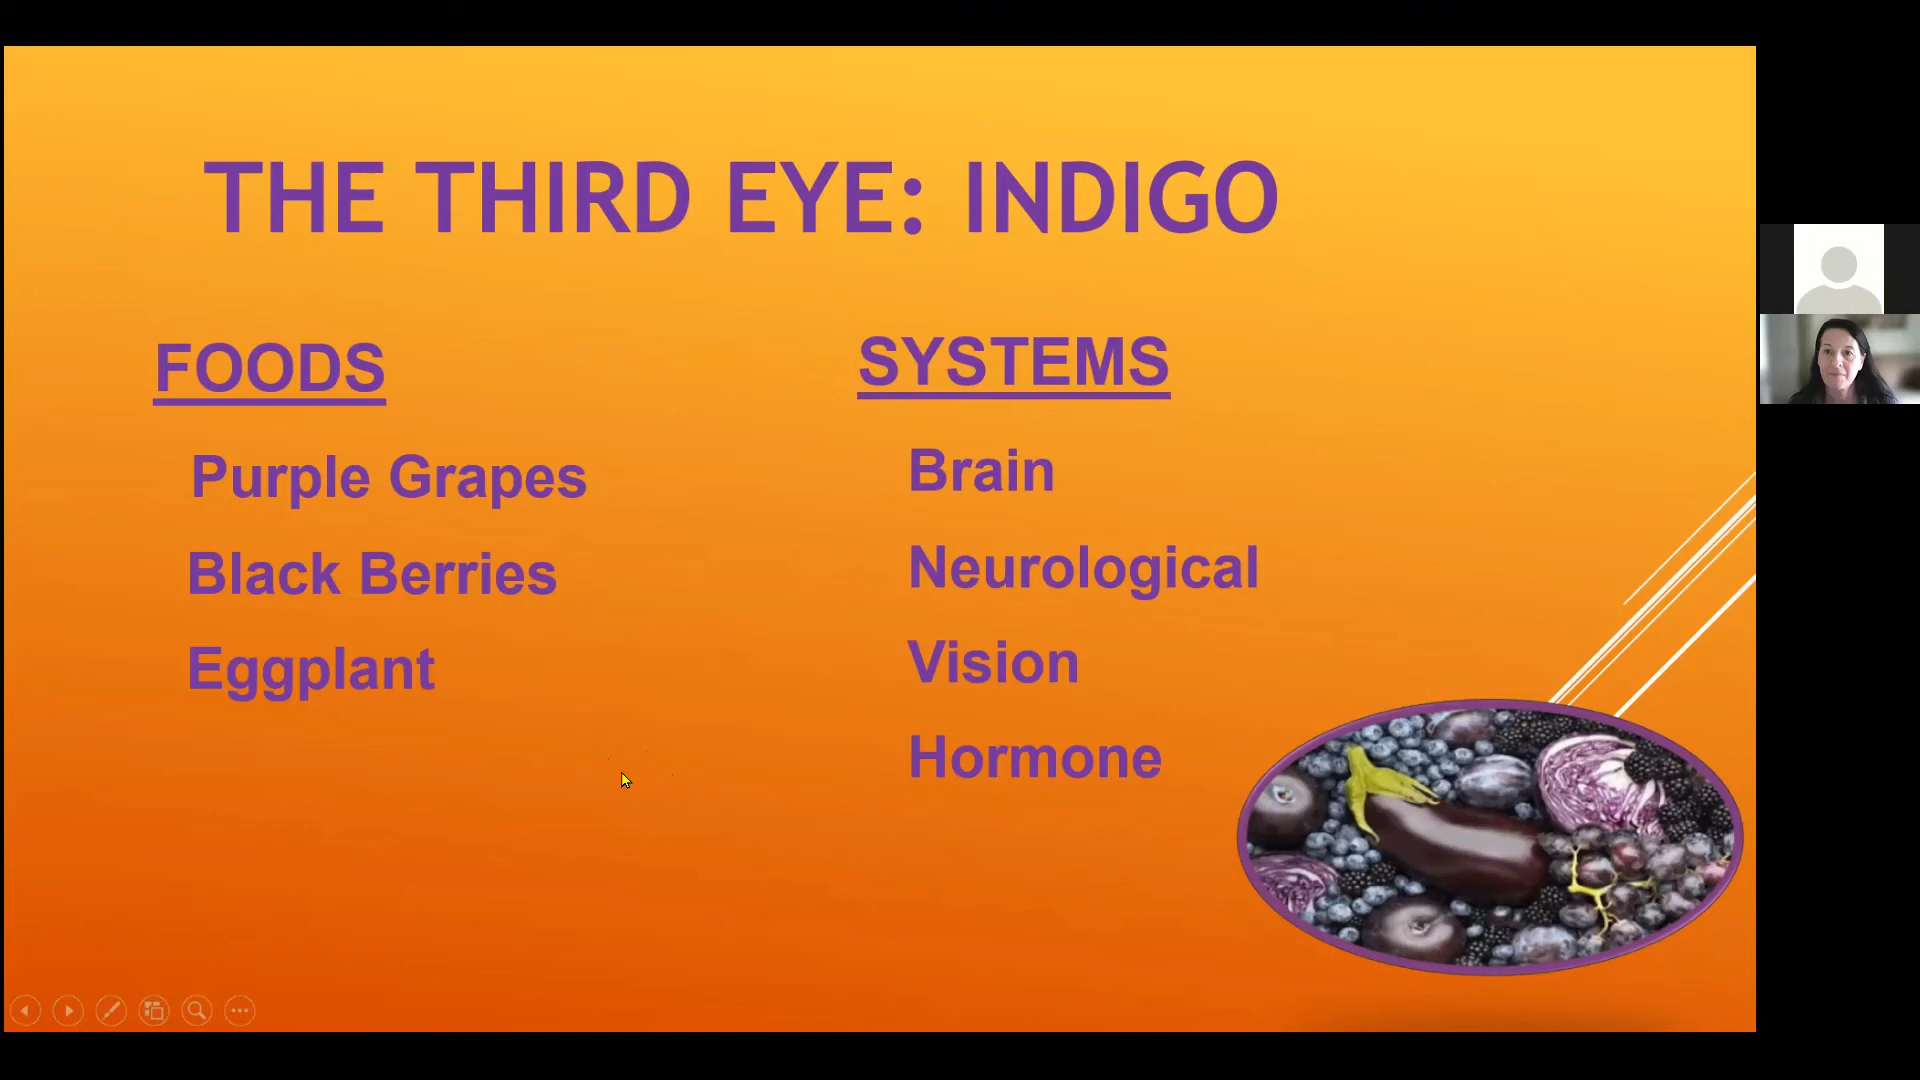 THE THIRD EYE: INDIGO
FOODS
Purple Grapes
Black Berries
Eggplant
SYSTEMS
Brain
Neurological
Vision
Hormone